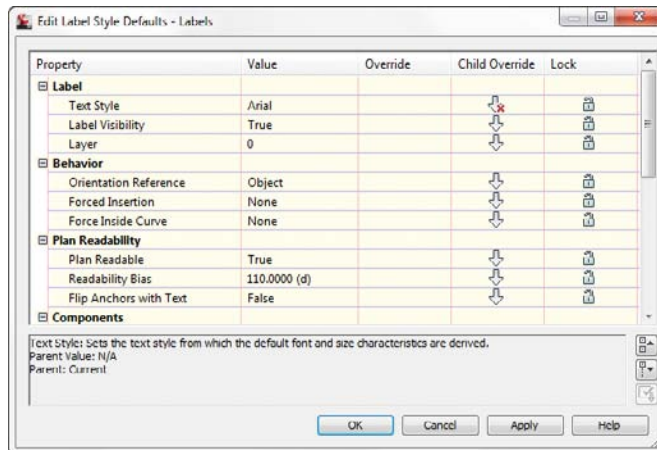 Edit Label Style Defaults - Labels
Property Value Override Child Override Lock
Label
Text Style Arial
Label Visibility True
Layer 0
Behavior
Orientation Reference Object
Forced Insertion None
Force Inside Curve None
Plan Readability
Plan Readable True
Readability Bias 110.0000 (d)
Flip Anchors with Text False
Components
Text Style: Sets the text style from which the default font and size characteristics are derived.
Parent Value: N/A
Parent: Current
OK Cancel Apply Help